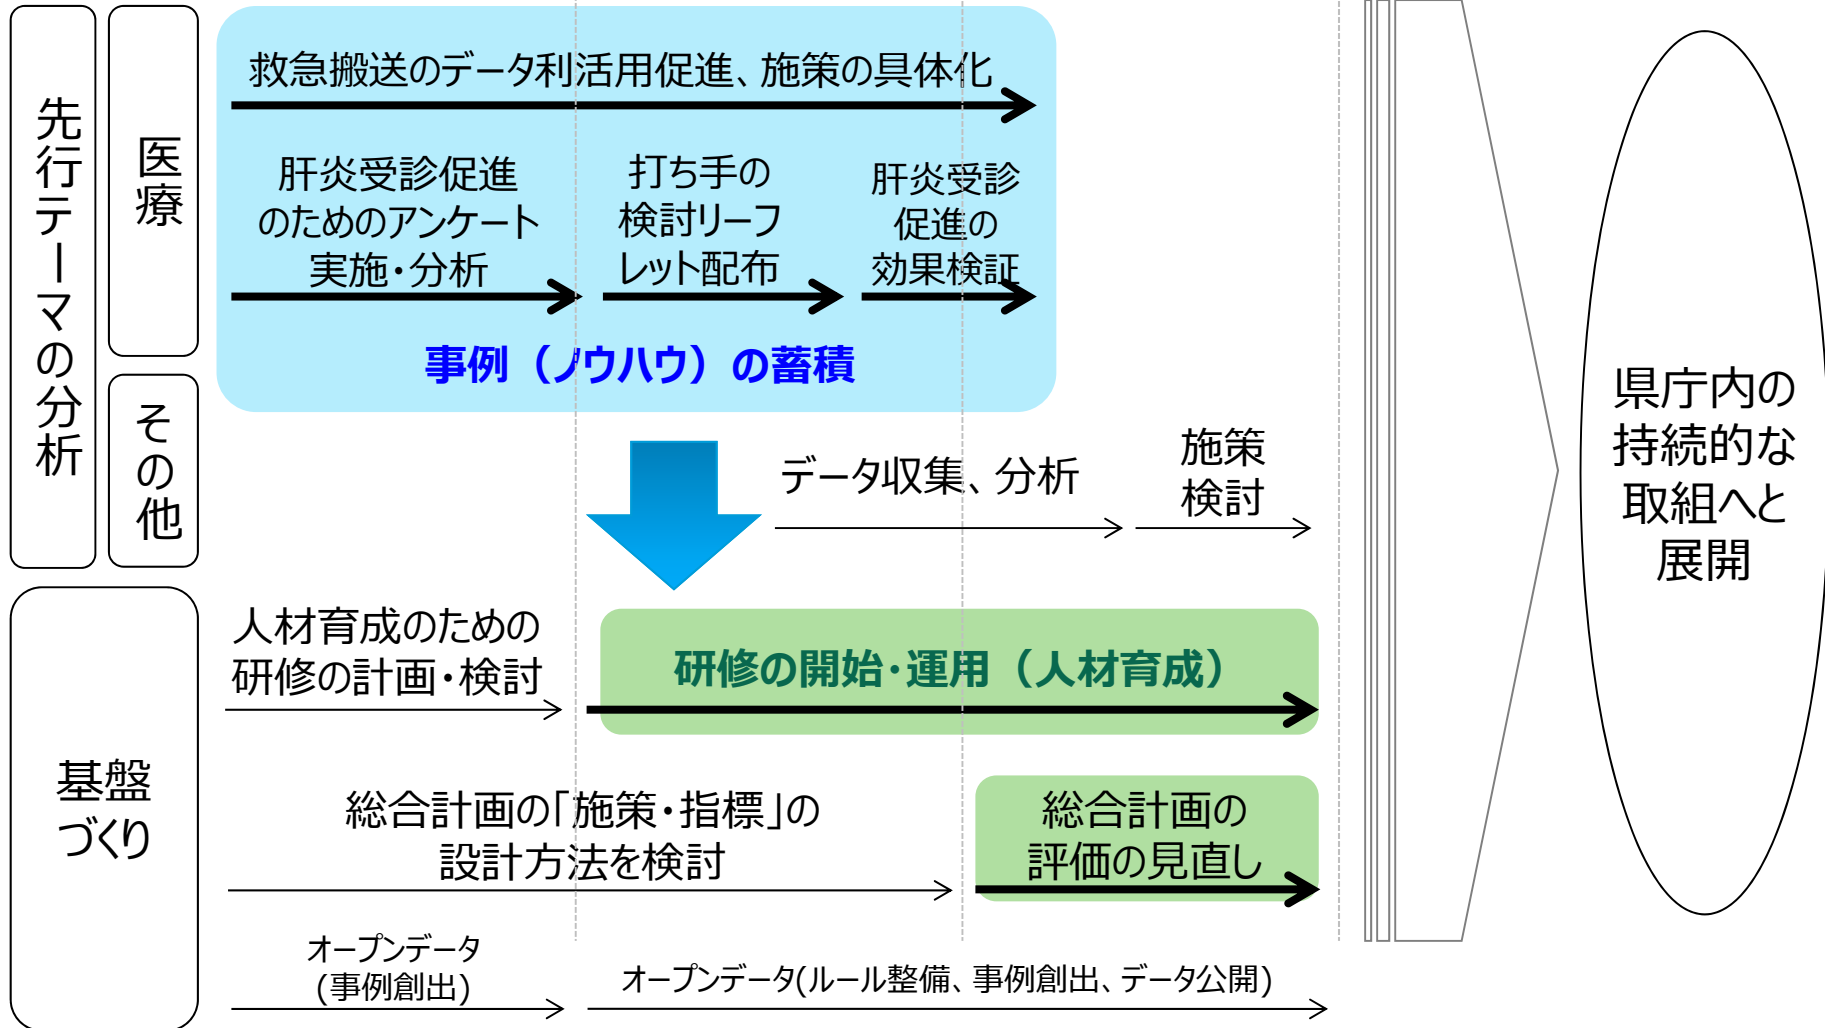 先行テーマの分析
医療
救急搬送のデータ利活用促進、施策の具体化
肝炎受診促進
のためのアンケート
実施・分析
打ち手の
検討リーフ
レット配布
肝炎受診
促進の
効果検証
事例（ノウハウ）の蓄積
その他
データ収集、分析
施策
検討
基盤
づくり
人材育成のための
研修の計画・検討
研修の開始・運用（人材育成）
総合計画の「施策・指標」の
設計方法を検討
総合計画の
評価の見直し
オープンデータ
(事例創出)
オープンデータ(ルール整備、事例創出、データ公開)
県庁内の
持続的な
取組へと
展開